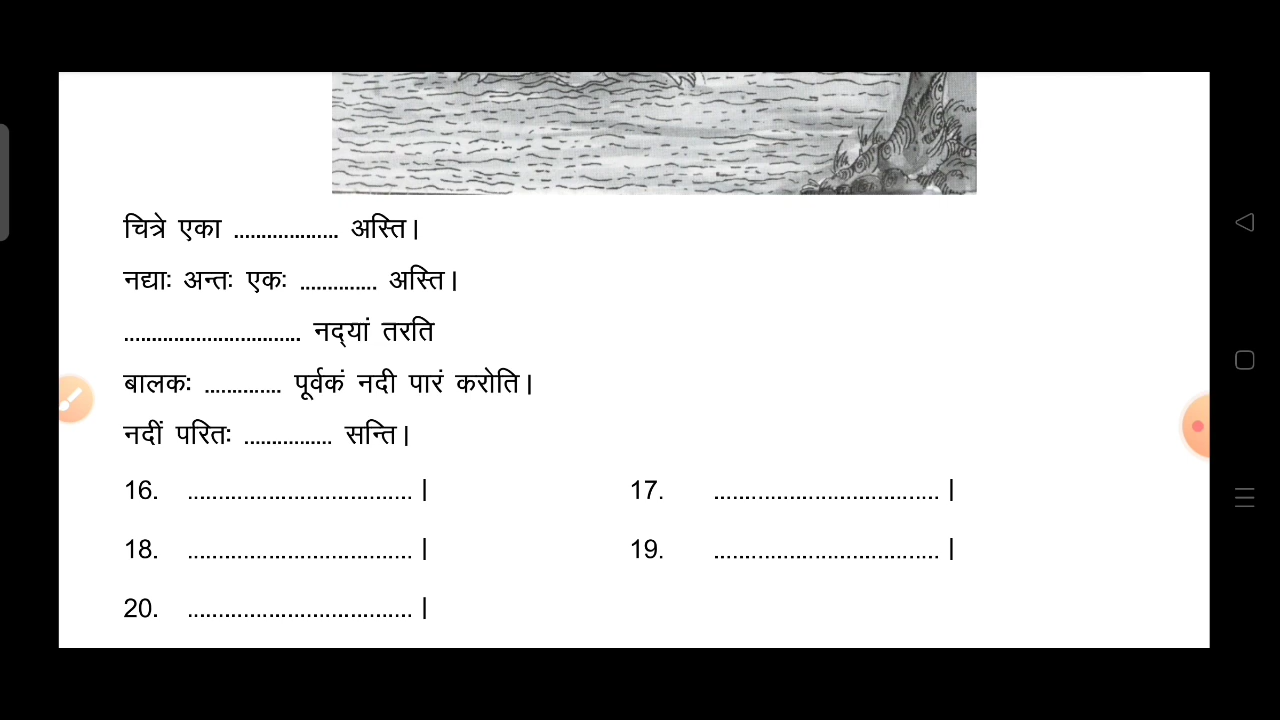 चित्रे एका ................... अस्ति।
नद्याः अन्तः एकः .............. अस्ति।
................................ नद्‌यां तरति
बालकः .............. पूर्वकं नदी पारं करोति।
नदीं परितः ................ सन्ति।
16. .................................... | 17. .................................... |
18. .................................... | 19. .................................... |
20. .................................... |